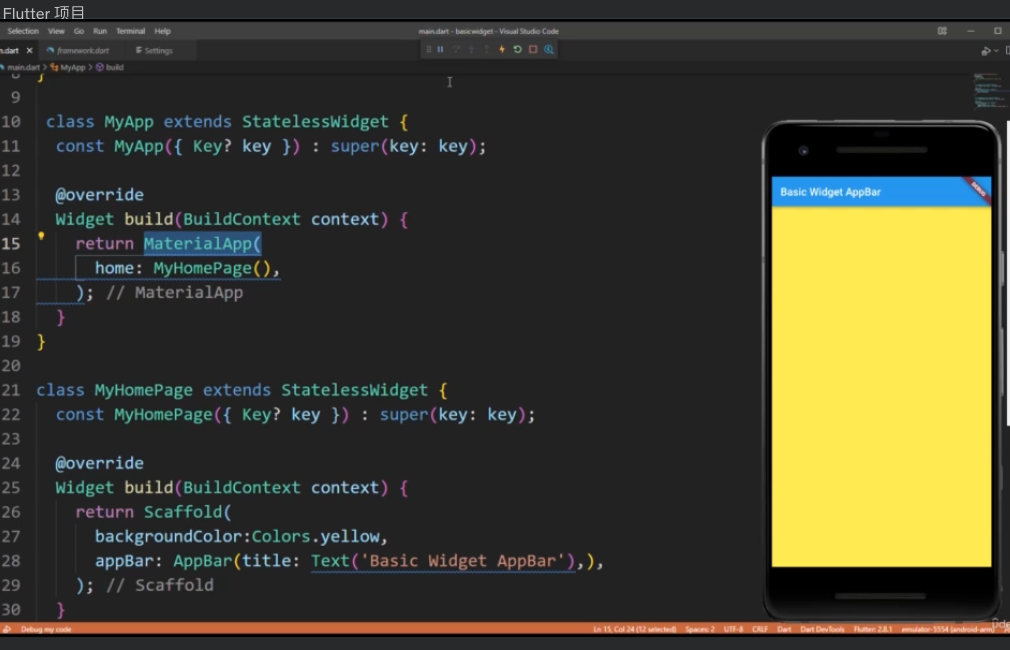 Flutter 项目
Selection View Go Run Terminal Help
main.dart - basicwidget - Visual Studio Code
n.dart framework.dart Settings
main.dart > MyApp > build
8 }
9
10 class MyApp extends StatelessWidget {
11 const MyApp({ Key? key }) : super(key: key);
12
13 @override
14 Widget build(BuildContext context) {
15 return MaterialApp(
16 home: MyHomePage(),
17 ); // MaterialApp
18 }
19 }
20
21 class MyHomePage extends StatelessWidget {
22 const MyHomePage({ Key? key }) : super(key: key);
23
24 @override
25 Widget build(BuildContext context) {
26 return Scaffold(
27 backgroundColor:Colors.yellow,
28 appBar: AppBar(title: Text('Basic Widget AppBar'),),
29 ); // Scaffold
30 }
Basic Widget AppBar
DEBUG
Debug my code
Ln 15, Col 24 (12 selected) Spaces: 2 UTF-8 CRLF Dart Dart DevTools Flutter: 2.8.1 emulator-5554 (android-arm)